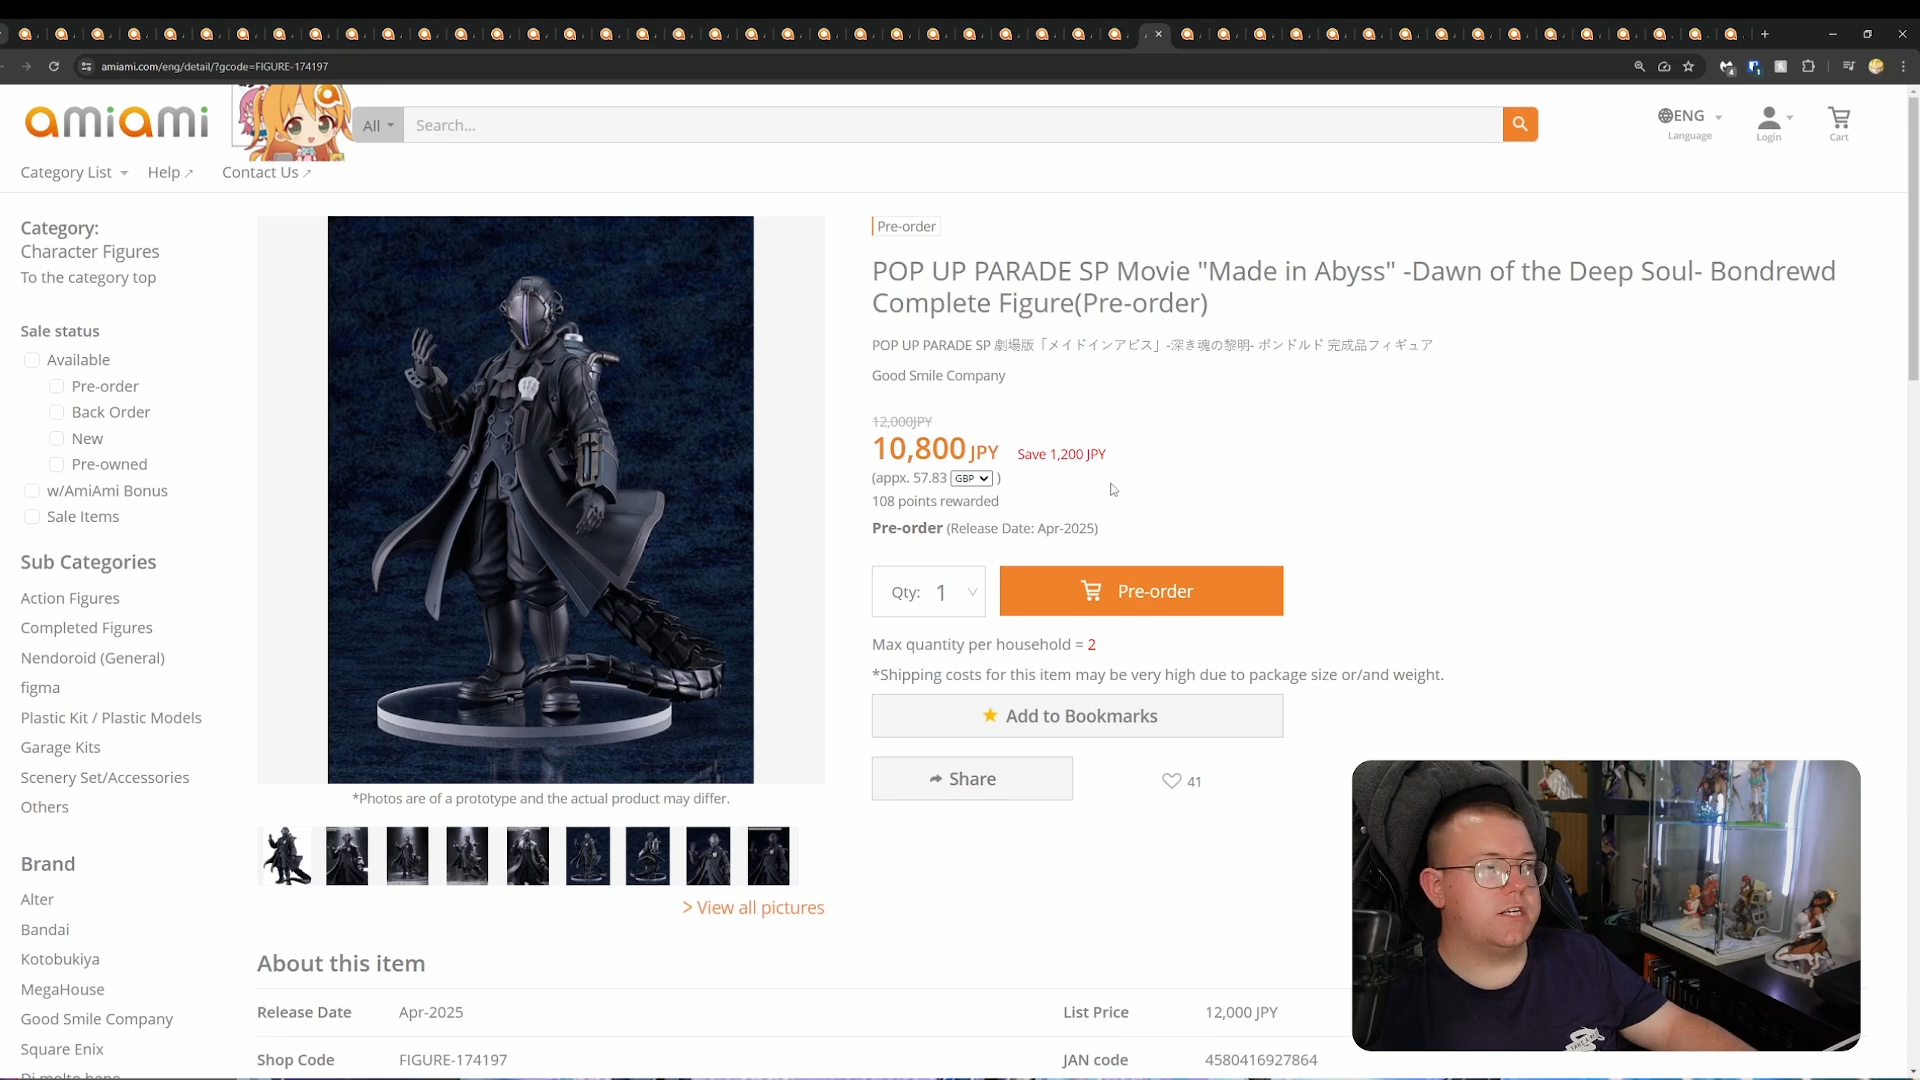 amiami.com/eng/detail/?gcode=FIGURE-174197
amiami
All
Search...
ENG
Language
Login
Cart
Category List
Help
Contact Us
Category:
Character Figures
To the category top
Sale status
Available
Pre-order
Back Order
New
Pre-owned
w/AmiAmi Bonus
Sale Items
Sub Categories
Action Figures
Completed Figures
Nendoroid (General)
figma
Plastic Kit / Plastic Models
Garage Kits
Scenery Set/Accessories
Others
Brand
Alter
Bandai
Kotobukiya
MegaHouse
Good Smile Company
Square Enix
*Photos are of a prototype and the actual product may differ.
> View all pictures
Pre-order
POP UP PARADE SP Movie "Made in Abyss" -Dawn of the Deep Soul- Bondrewd
Complete Figure(Pre-order)
POP UP PARADE SP 劇場版「メイドインアビス」-深き魂の黎明- ボンドルド 完成品フィギュア
Good Smile Company
12,000JPY
10,800 JPY Save 1,200 JPY
(appx. 57.83 GBP )
108 points rewarded
Pre-order (Release Date: Apr-2025)
Qty: 1
Pre-order
Max quantity per household = 2
*Shipping costs for this item may be very high due to package size or/and weight.
Add to Bookmarks
Share
41
About this item
Release Date Apr-2025
List Price 12,000 JPY
Shop Code FIGURE-174197
JAN code 4580416927864